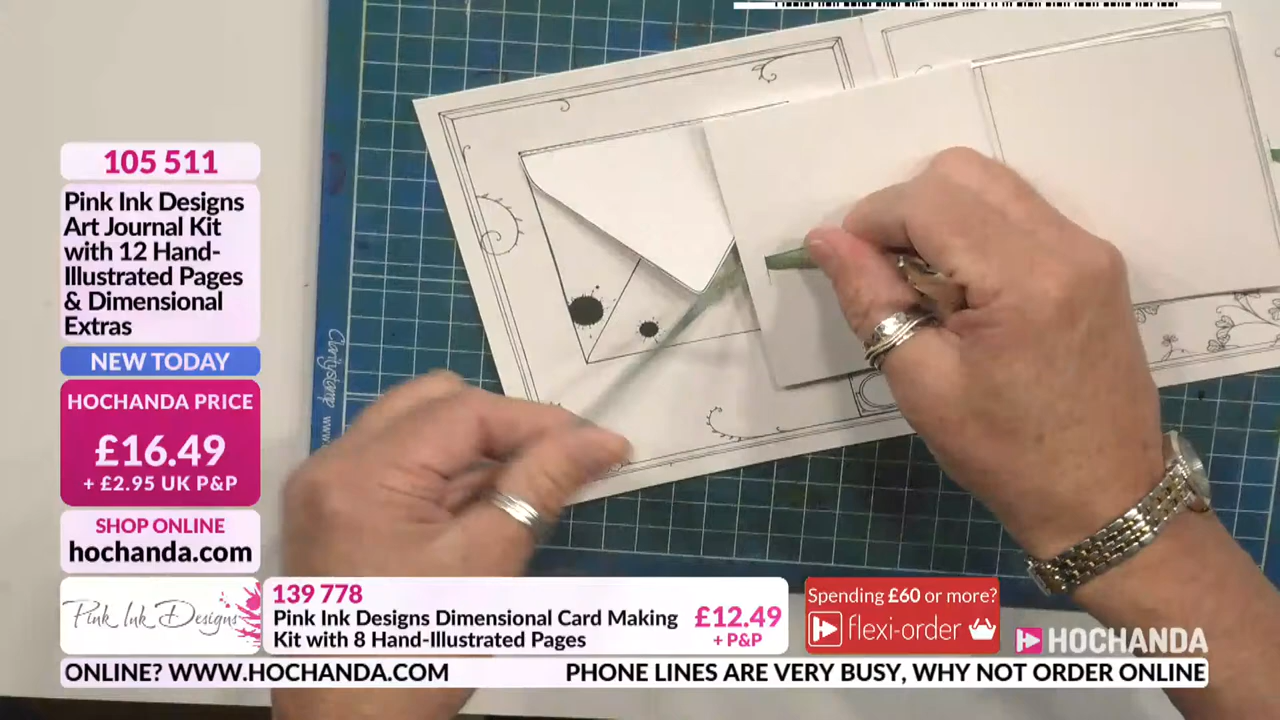 105 511
Pink Ink Designs
Art Journal Kit
with 12 Hand-
Illustrated Pages
& Dimensional
Extras
NEW TODAY
HOCHANDA PRICE
£16.49
+ £2.95 UK P&P
SHOP ONLINE
hochanda.com
Claritystamp www
Pink Ink Designs
139 778
Pink Ink Designs Dimensional Card Making
Kit with 8 Hand-Illustrated Pages
£12.49
+ P&P
Spending £60 or more?
flexi-order
HOCHANDA
ONLINE? WWW.HOCHANDA.COM
PHONE LINES ARE VERY BUSY, WHY NOT ORDER ONLINE